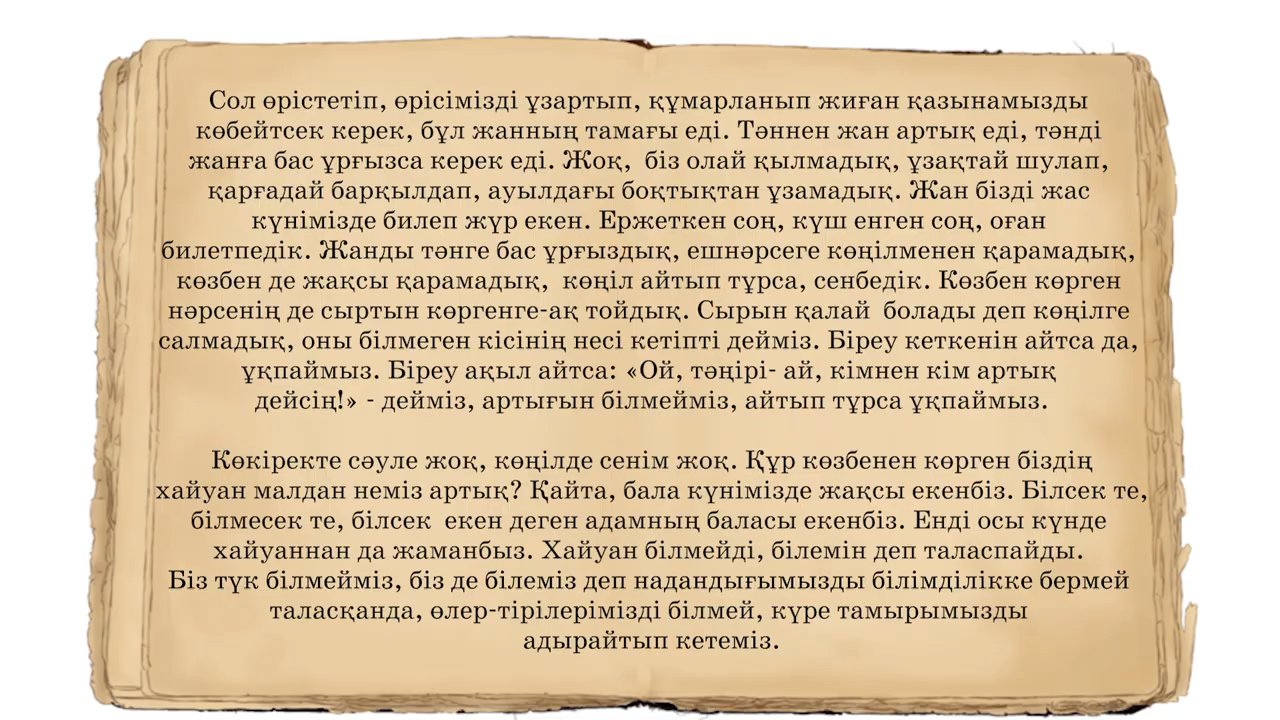 Сол өрістетіп, өрісімізді ұзартып, құмарланып жиған қазынамызды
көбейтсек керек, бұл жанның тамағы еді. Тәннен жан артық еді, тәнді
жанға бас ұрғызса керек еді. Жоқ, біз олай қылмадық, ұзақтай шулап,
қарғадай барқылдап, ауылдағы боқтықтан ұзамадық. Жан бізді жас
күнімізде билеп жүр екен. Ержеткен соң, күш енген соң, оған
билетпедік. Жанды тәнге бас ұрғыздық, ешнәрсеге көңілменен қарамадық,
көзбен де жақсы қарамадық, көңіл айтып тұрса, сенбедік. Көзбен көрген
нәрсенің де сыртын көргенге-ақ тойдық. Сырын қалай болады деп көңілге
салмадық, оны білмеген кісінің несі кетіпті дейміз. Біреу кеткенін айтса да,
ұқпаймыз. Біреу ақыл айтса: «Ой, тәңірі- ай, кімнен кім артық
дейсің!» - дейміз, артығын білмейміз, айтып тұрса ұқпаймыз.
Көкіректе сәуле жоқ, көңілде сенім жоқ. Құр көзбенен көрген біздің
хайуан малдан неміз артық? Қайта, бала күнімізде жақсы екенбіз. Білсек те,
білмесек те, білсек екен деген адамның баласы екенбіз. Енді осы күнде
хайуаннан да жаманбыз. Хайуан білмейді, білемін деп таласпайды.
Біз түк білмейміз, біз де білеміз деп надандығымызды білімділікке бермей
таласқанда, өлер-тірілерімізді білмей, күре тамырымызды
адырайтып кетеміз.